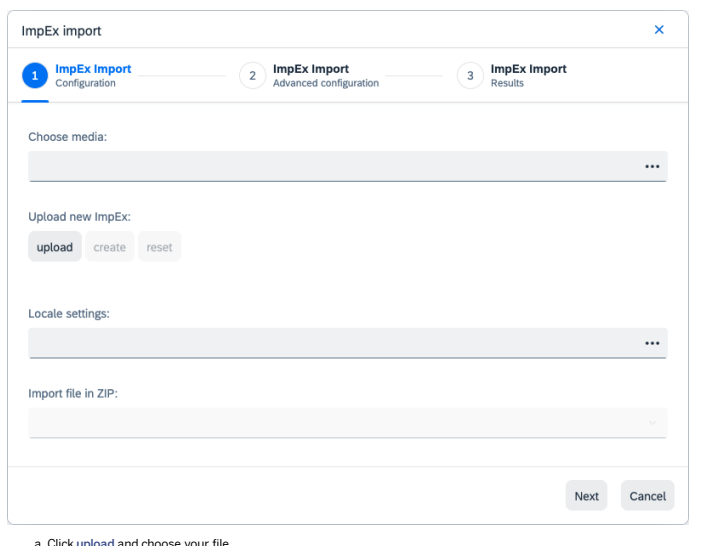 ImpEx import
1 ImpEx Import
Configuration
2 ImpEx Import
Advanced configuration
3 ImpEx Import
Results
Choose media:
Upload new ImpEx:
upload create reset
Locale settings:
Import file in ZIP:
Next Cancel
a. Click upload and choose your file